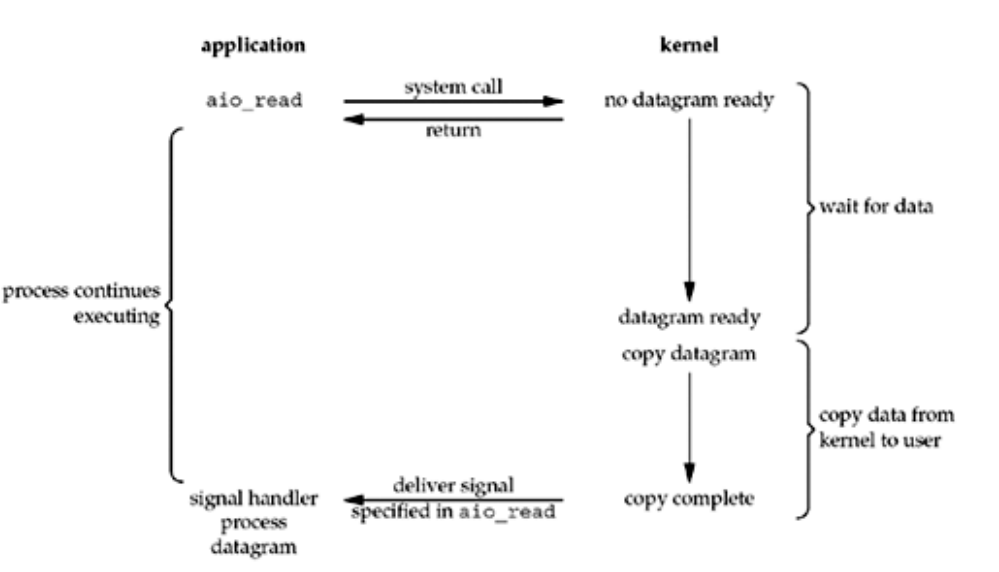 application
kernel
aio_read
system call
no datagram ready
return
wait for data
process continues
executing
datagram ready
copy datagram
copy data from
kernel to user
signal handler
process
datagram
deliver signal
specified in aio_read
copy complete